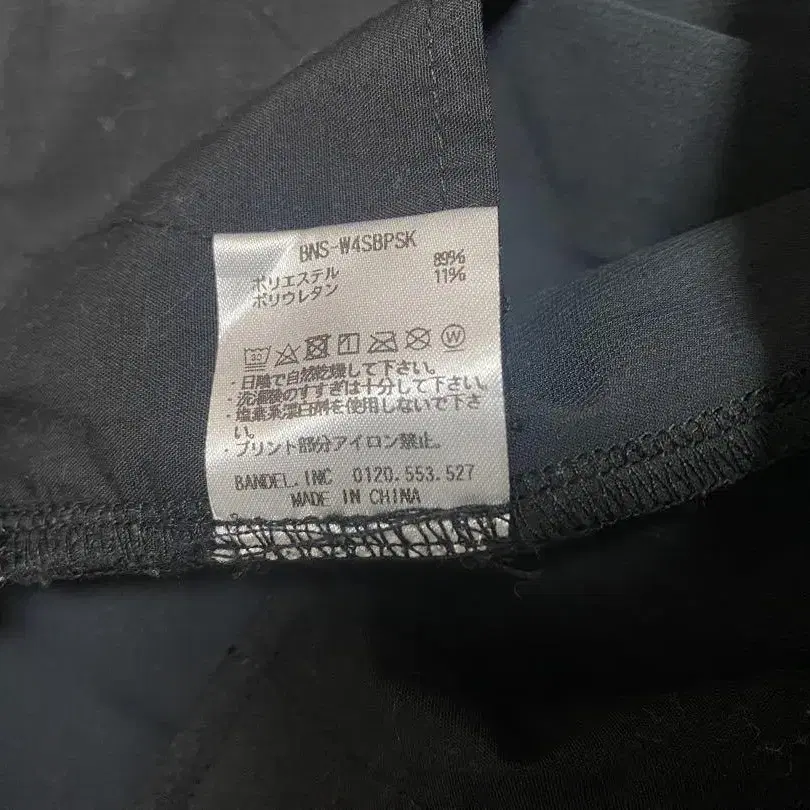 BNS-W4SBPSK
ポリエステル 89%
ポリウレタン 11%
30 W
・日陰で自然乾燥して下さい。
・洗濯後のすすぎは十分して下さい。
・塩素系漂白剤を使用しないで下さ
い。
・プリント部分アイロン禁止。
BANDEL.INC 0120.553.527
MADE IN CHINA